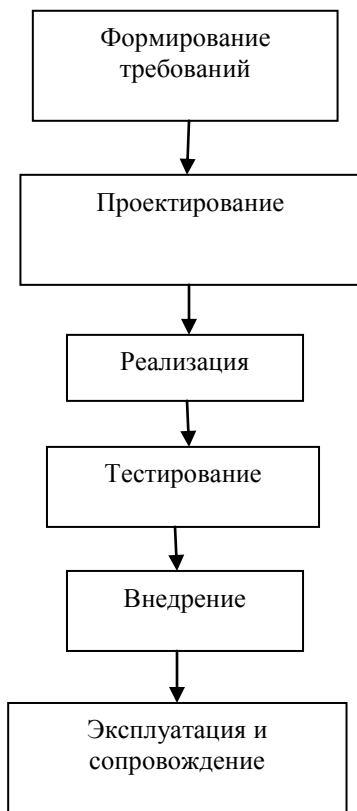 Формирование
требований
Проектирование
Реализация
Тестирование
Внедрение
Эксплуатация и
сопровождение